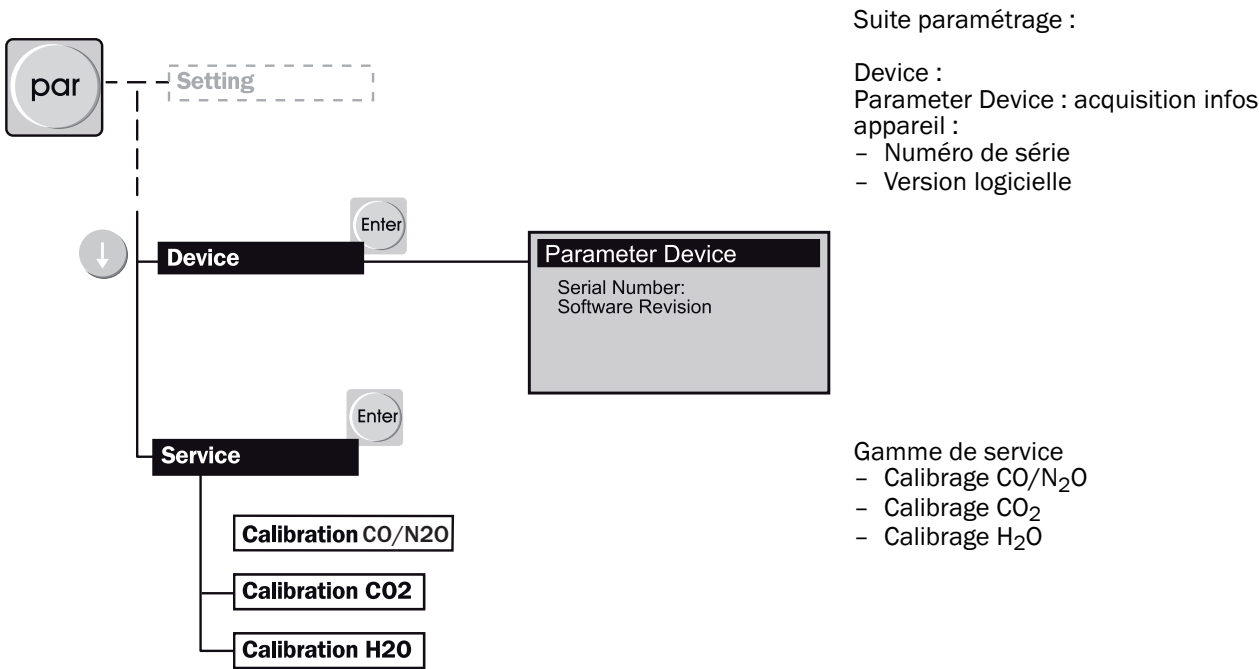 par
Setting
Enter
Device
Parameter Device
Serial Number:
Software Revision
Enter
Service
Calibration CO/N2O
Calibration CO2
Calibration H2O
Suite paramétrage :
Device :
Parameter Device : acquisition infos
appareil :
– Numéro de série
– Version logicielle
Gamme de service
– Calibrage CO/N₂O
– Calibrage CO₂
– Calibrage H₂O